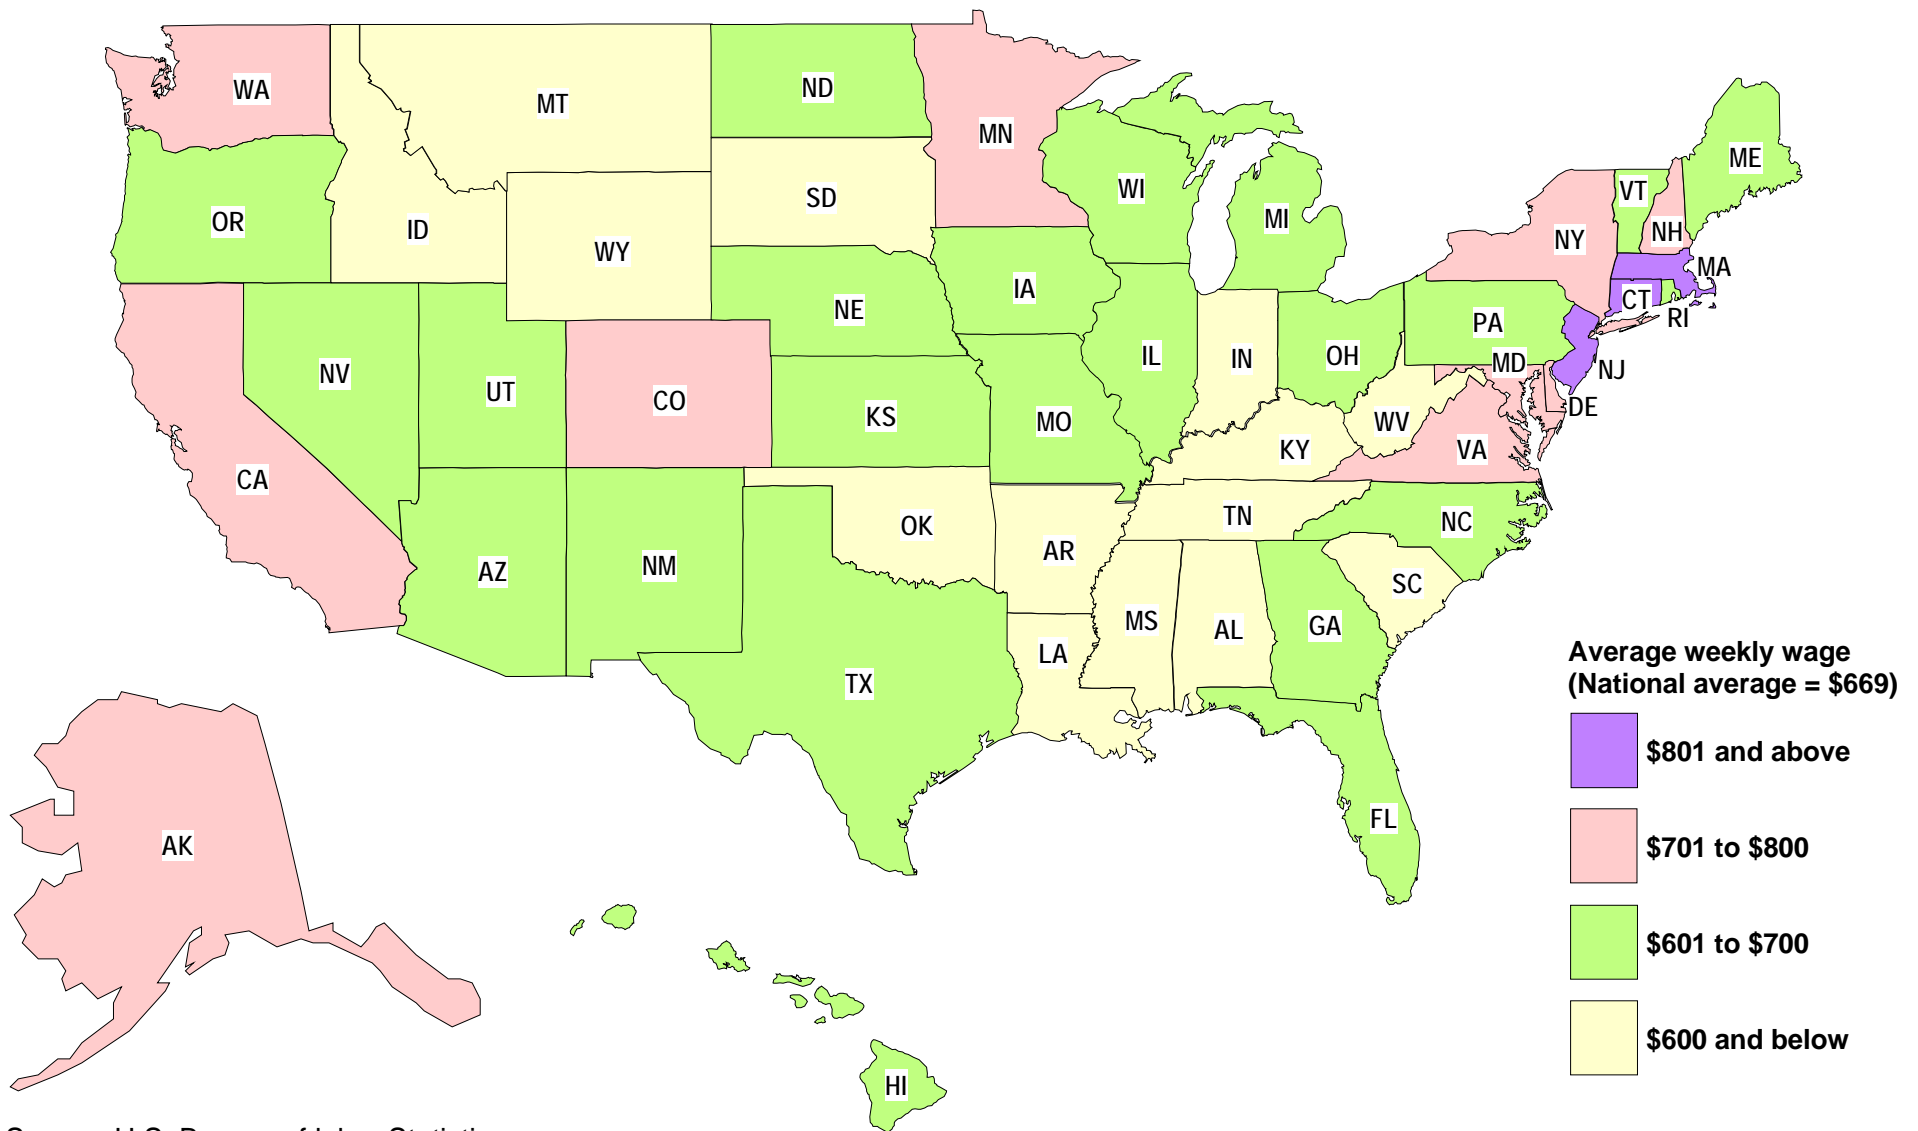 WA
MT
ND
MN
ME
VT
NH
NY
MA
CT
RI
OR
ID
WY
SD
WI
MI
IA
NE
PA
MD
NJ
DE
NV
UT
CO
KS
MO
IL
IN
OH
WV
VA
KY
CA
AZ
NM
OK
AR
TN
NC
SC
MS
AL
GA
LA
TX
FL
AK
HI
Average weekly wage
(National average = $669)
$801 and above
$701 to $800
$601 to $700
$600 and below